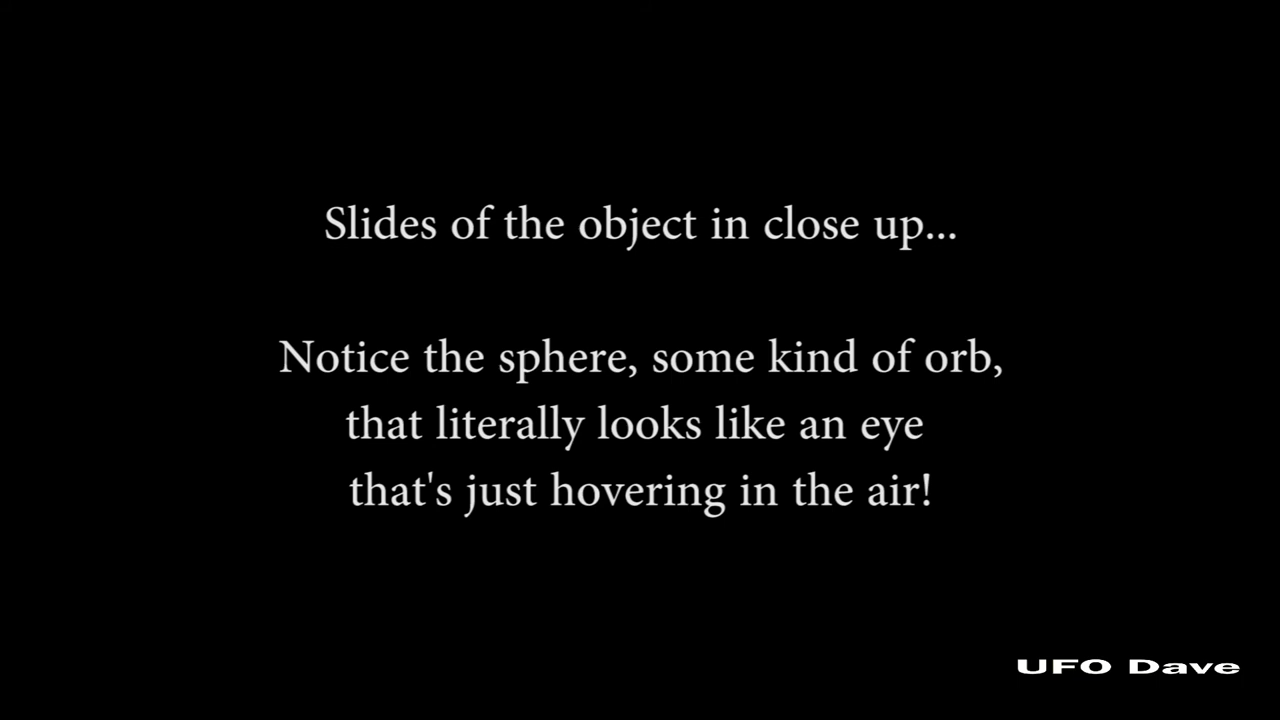 Slides of the object in close up...
Notice the sphere, some kind of orb,
that literally looks like an eye
that's just hovering in the air!
UFO Dave